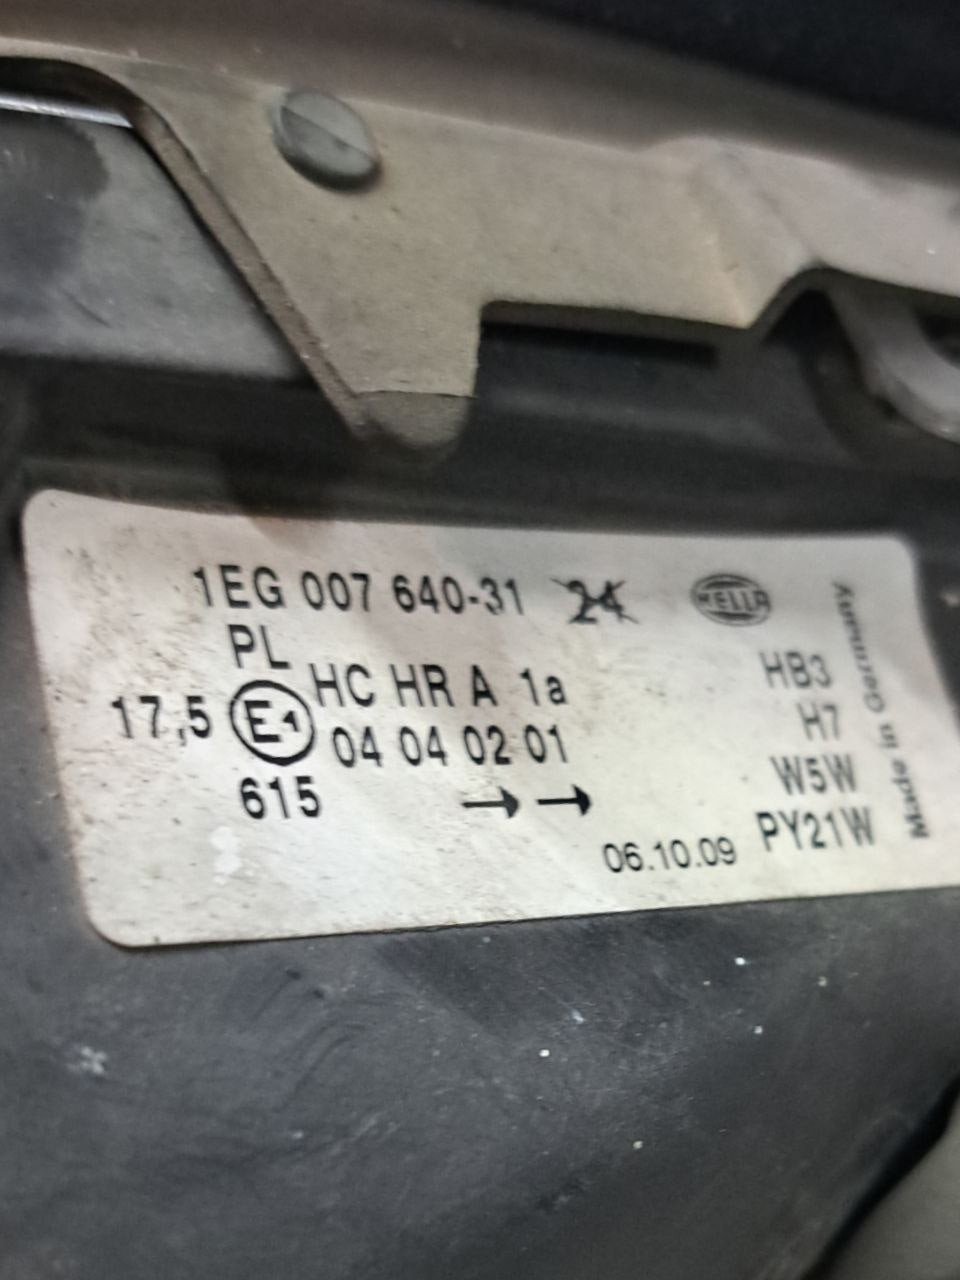 1EG 007 640-31 24 HELLA
PL
HC HR A 1a
17,5 E1
04 04 02 01
615 → →
HB3
H7
W5W
PY21W
06.10.09
Made in Germany